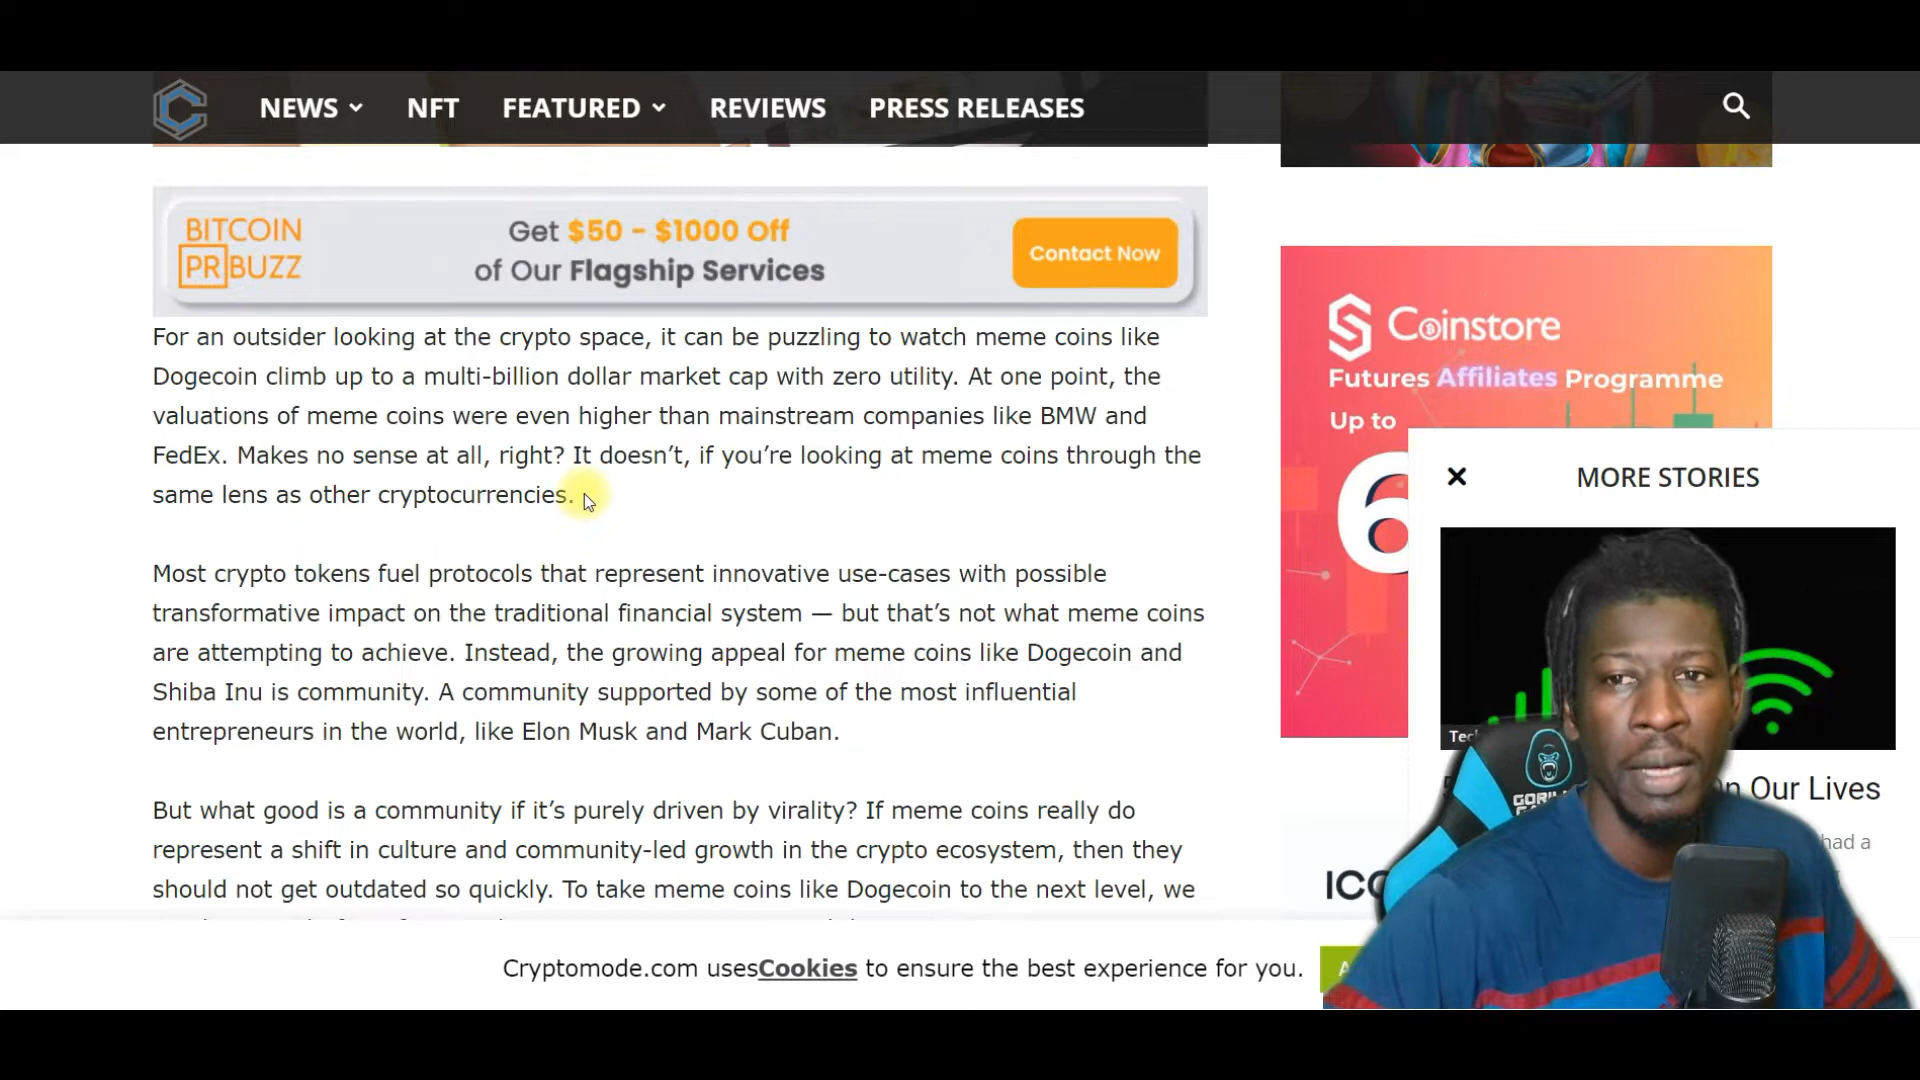 NEWS
NFT
FEATURED
REVIEWS
PRESS RELEASES
BITCOIN
PR BUZZ
Get $50 - $1000 Off
of Our Flagship Services
Contact Now
For an outsider looking at the crypto space, it can be puzzling to watch meme coins like
Dogecoin climb up to a multi-billion dollar market cap with zero utility. At one point, the
valuations of meme coins were even higher than mainstream companies like BMW and
FedEx. Makes no sense at all, right? It doesn’t, if you’re looking at meme coins through the
same lens as other cryptocurrencies.
Most crypto tokens fuel protocols that represent innovative use-cases with possible
transformative impact on the traditional financial system — but that’s not what meme coins
are attempting to achieve. Instead, the growing appeal for meme coins like Dogecoin and
Shiba Inu is community. A community supported by some of the most influential
entrepreneurs in the world, like Elon Musk and Mark Cuban.
But what good is a community if it’s purely driven by virality? If meme coins really do
represent a shift in culture and community-led growth in the crypto ecosystem, then they
should not get outdated so quickly. To take meme coins like Dogecoin to the next level, we
Coinstore
Futures Affiliates Programme
Up to
6
MORE STORIES
Our Lives
had a
GORILLA
Cryptomode.com usesCookies to ensure the best experience for you.